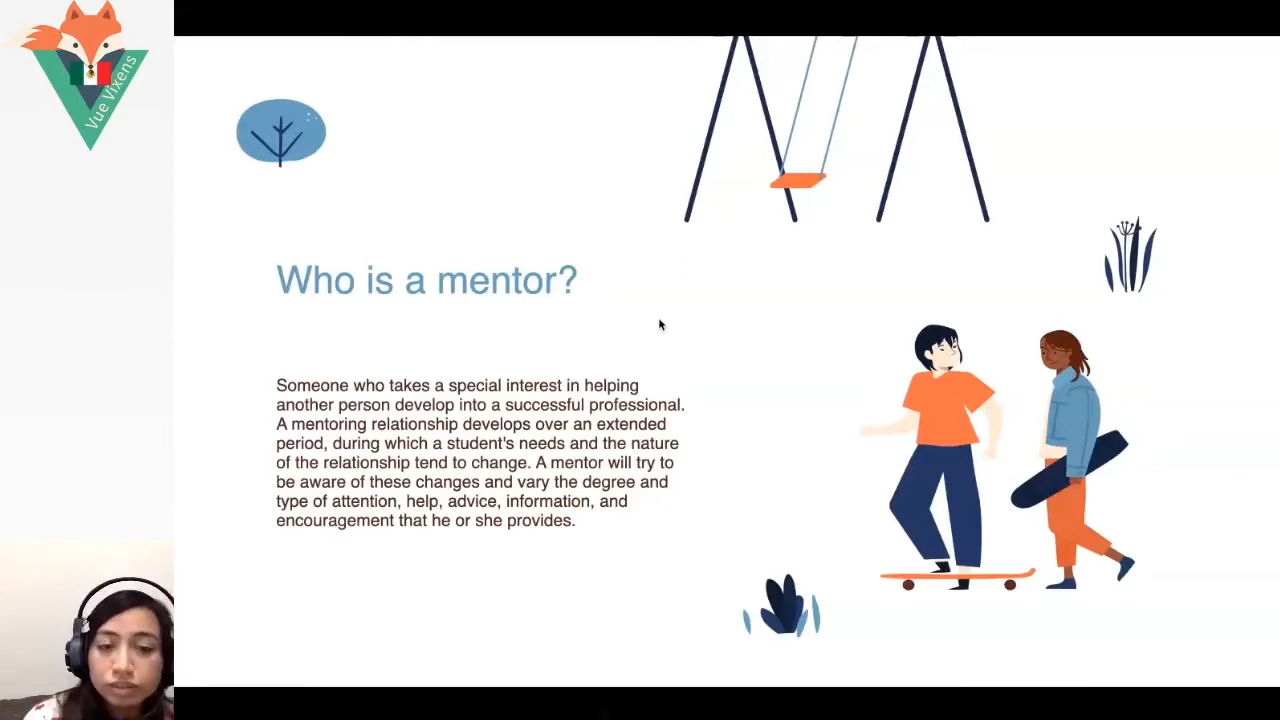 Vue Vixens
Who is a mentor?
Someone who takes a special interest in helping
another person develop into a successful professional.
A mentoring relationship develops over an extended
period, during which a student's needs and the nature
of the relationship tend to change. A mentor will try to
be aware of these changes and vary the degree and
type of attention, help, advice, information, and
encouragement that he or she provides.